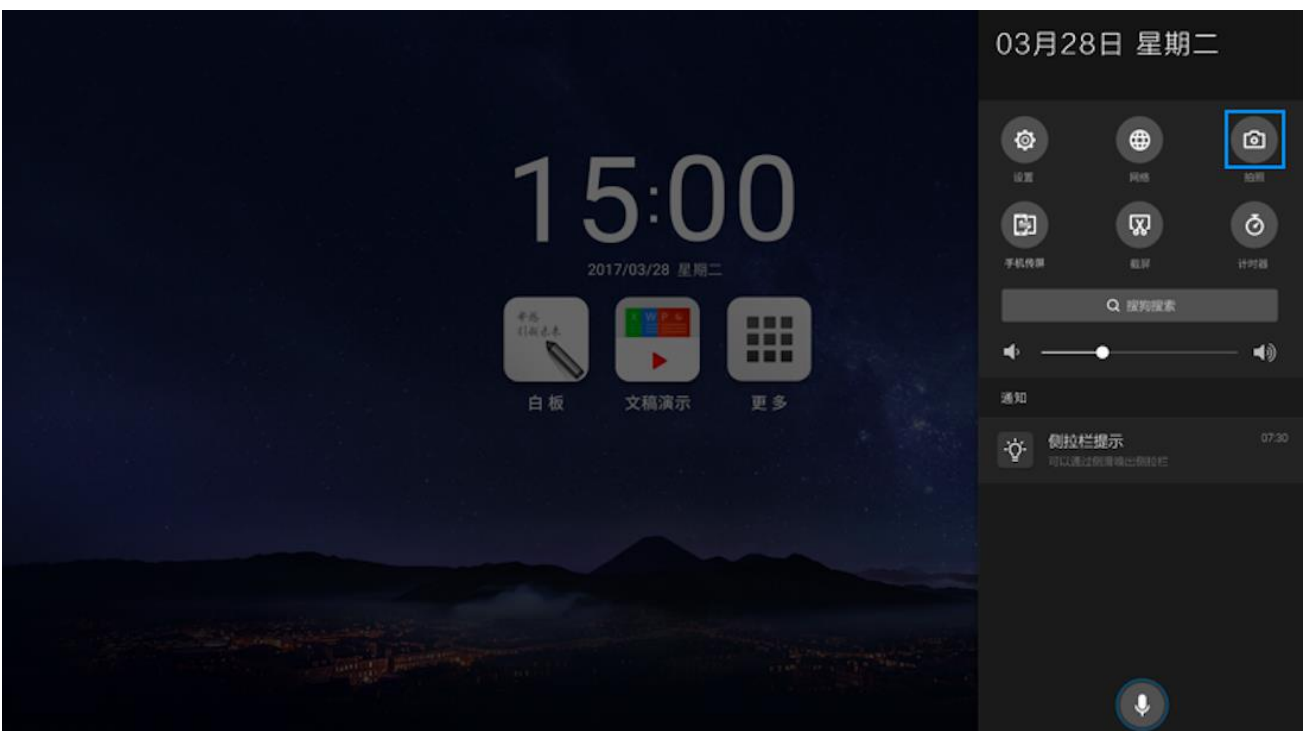 03月28日 星期二
15:00
2017/03/28 星期二
白板
文稿演示
更多
W P
设置
网络
拍照
手机传屏
截屏
计时器
搜狗搜索
通知
侧拉栏提示
07:30
可以通过侧滑唤出侧拉栏